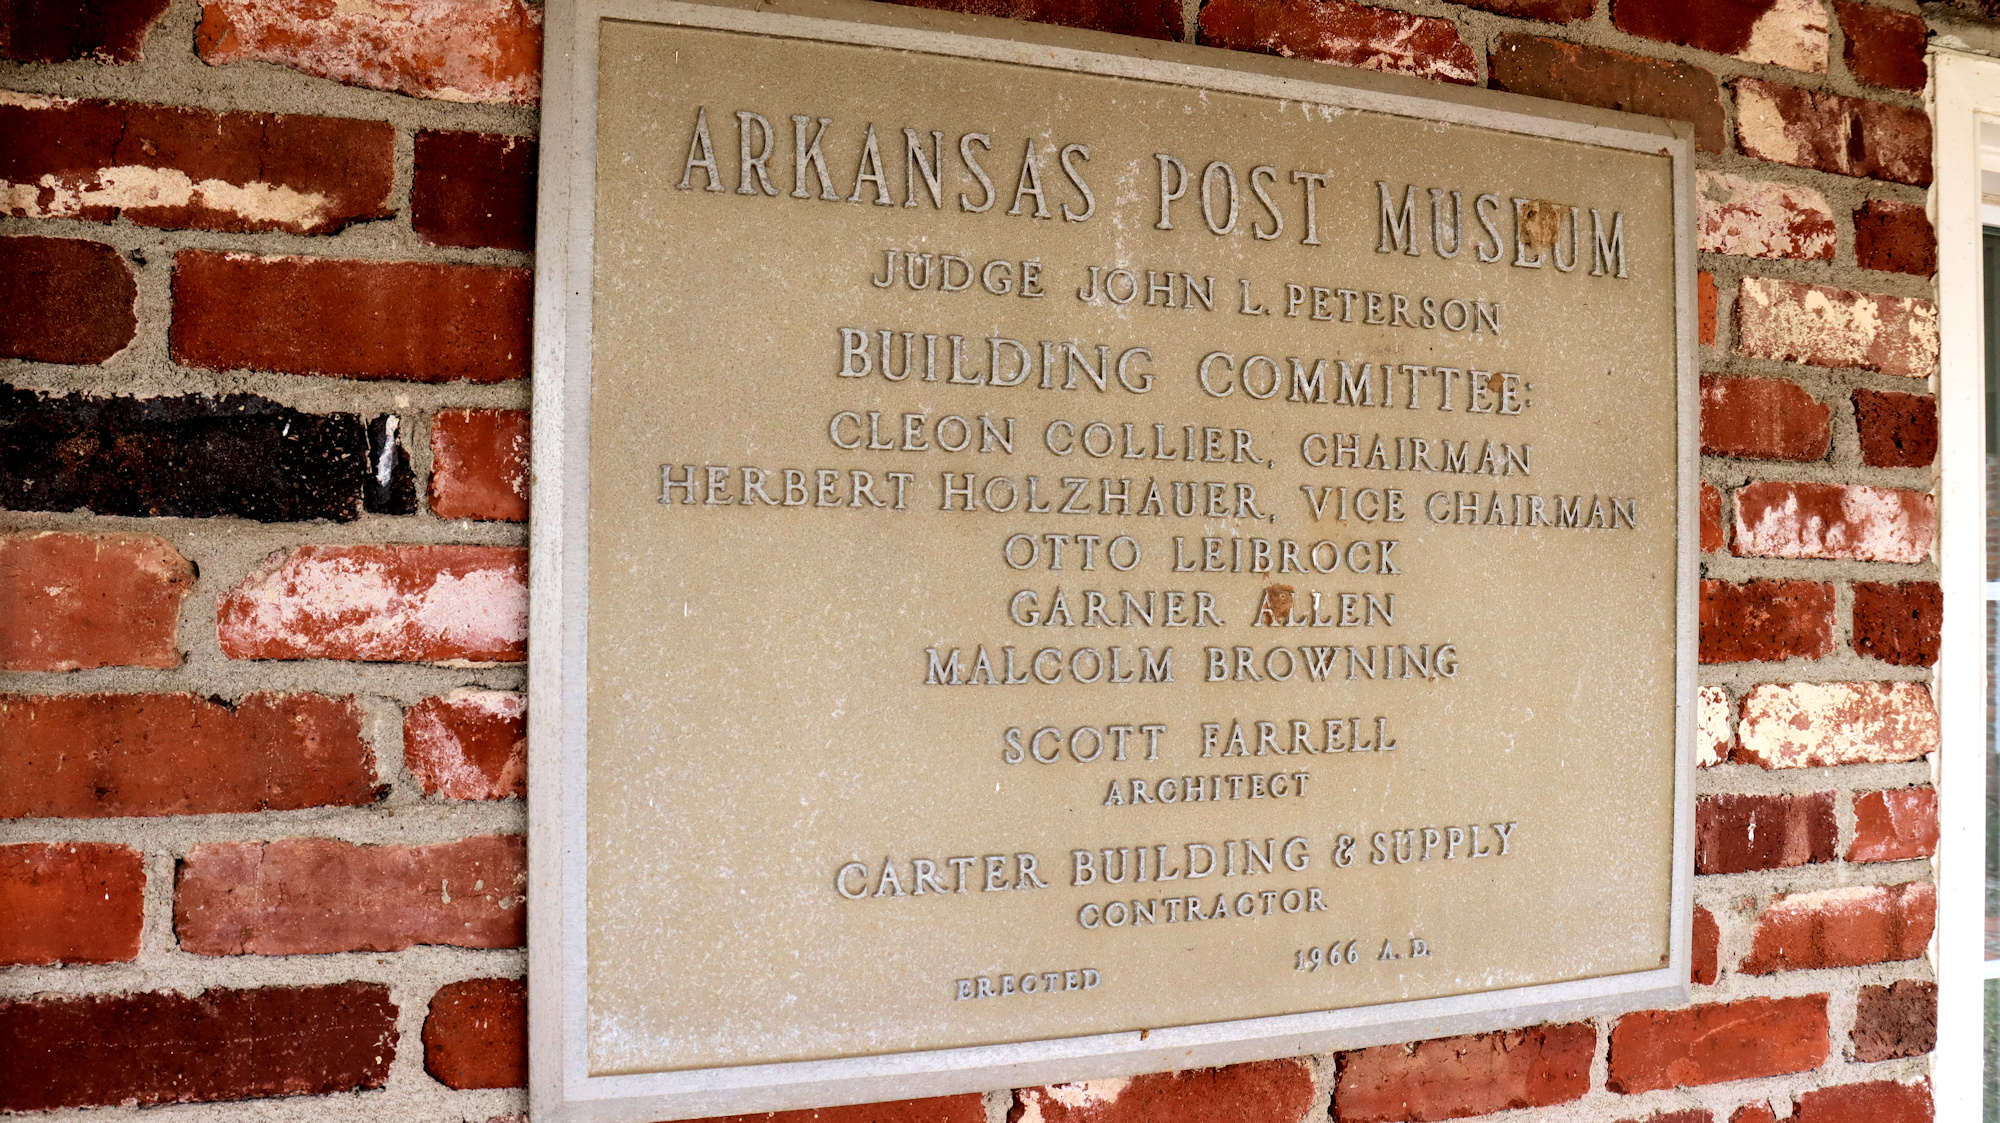 ARKANSAS POST MUSEUM
JUDGE JOHN L. PETERSON
BUILDING COMMITTEE:
CLEON COLLIER, CHAIRMAN
HERBERT HOLZHAUER, VICE CHAIRMAN
OTTO LEIBROCK
GARNER ALLEN
MALCOLM BROWNING
SCOTT FARRELL
ARCHITECT
CARTER BUILDING & SUPPLY
CONTRACTOR
ERECTED 1966 A. D.